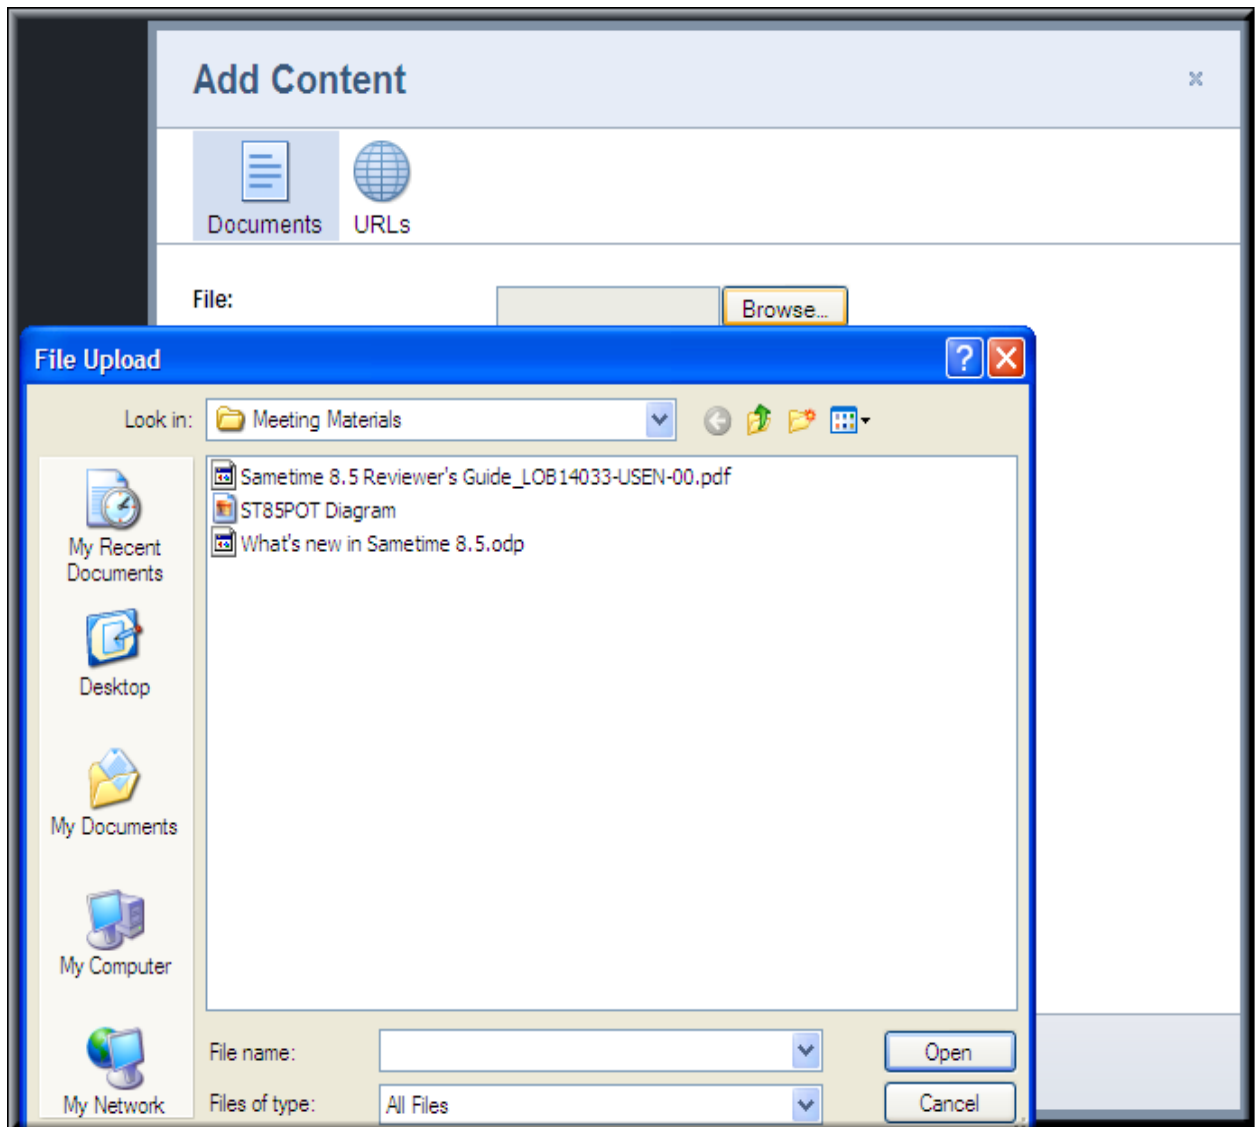 Add Content
Documents URLs
File:
Browse...
File Upload
Look in: Meeting Materials
Sametime 8.5 Reviewer's Guide_LOB14033-USEN-00.pdf
ST85POT Diagram
What's new in Sametime 8.5.odp
My Recent
Documents
Desktop
My Documents
My Computer
My Network
File name:
Open
Files of type: All Files
Cancel